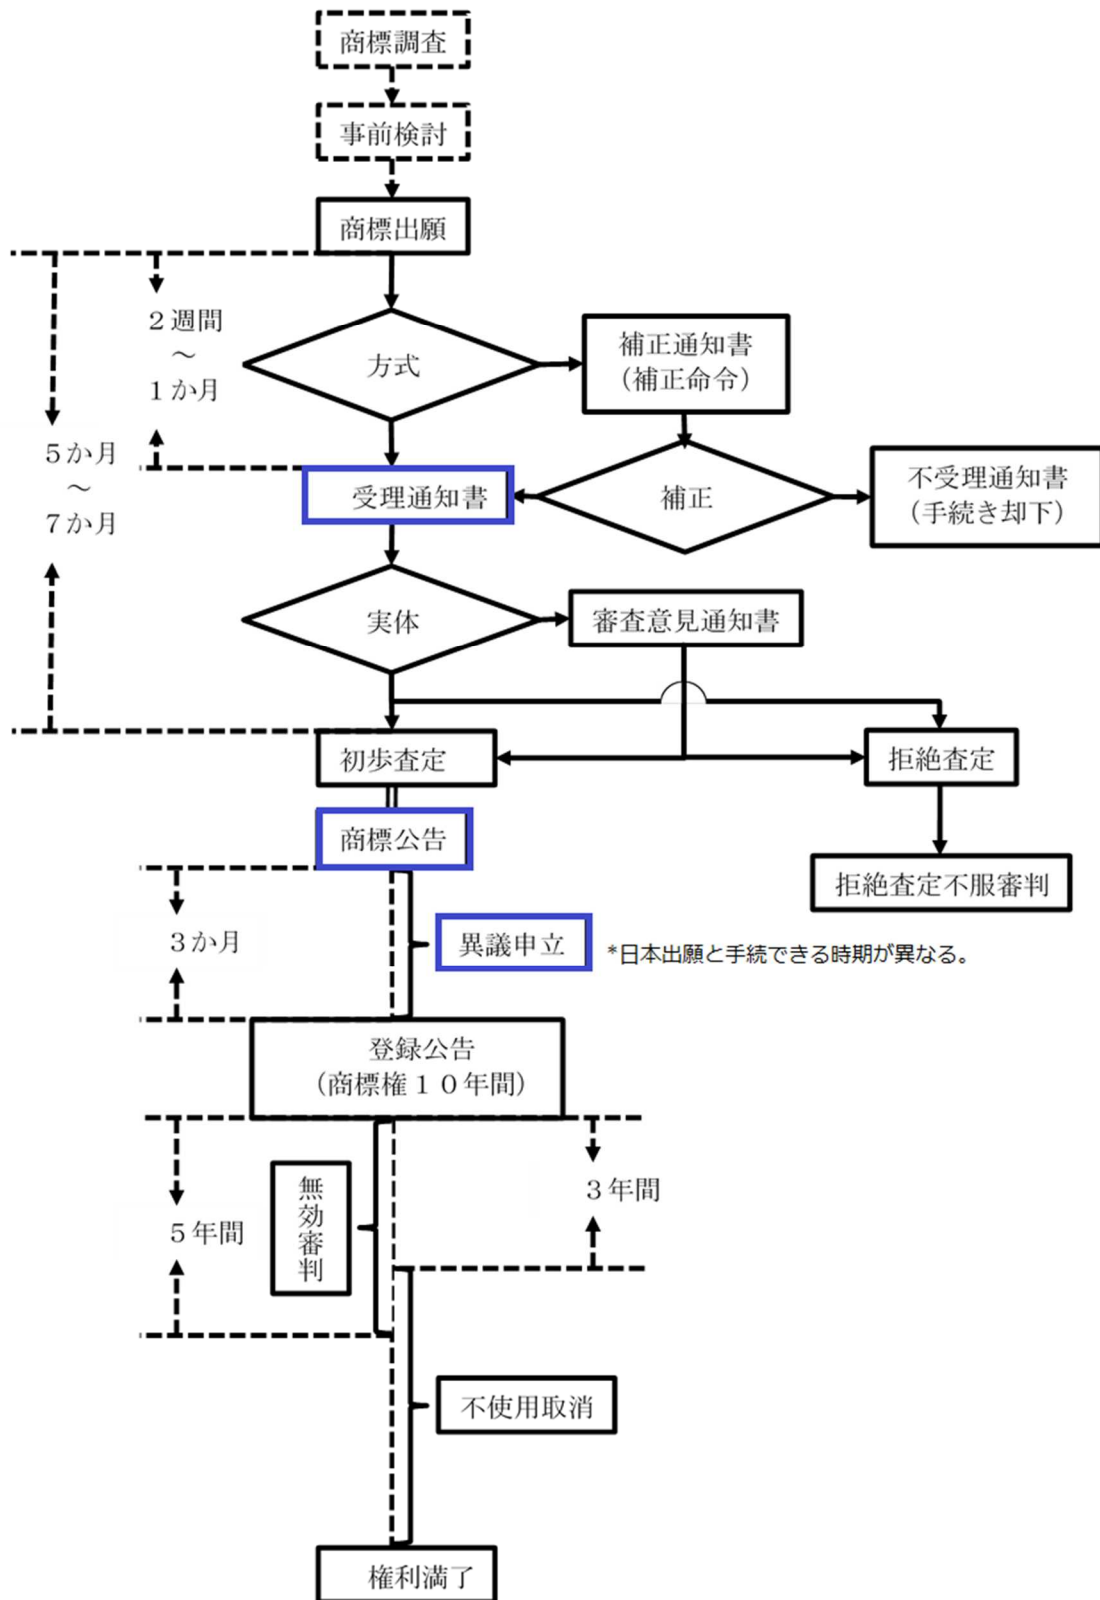 商標調査
事前検討
商標出願
2週間
～
1か月
方式
補正通知書
(補正命令)
5か月
～
7か月
受理通知書
補正
不受理通知書
(手続き却下)
実体
審査意見通知書
初歩査定
拒絶査定
商標公告
拒絶査定不服審判
3か月
異議申立
*日本出願と手続できる時期が異なる。
登録公告
(商標権10年間)
無効審判
3年間
5年間
不使用取消
権利満了